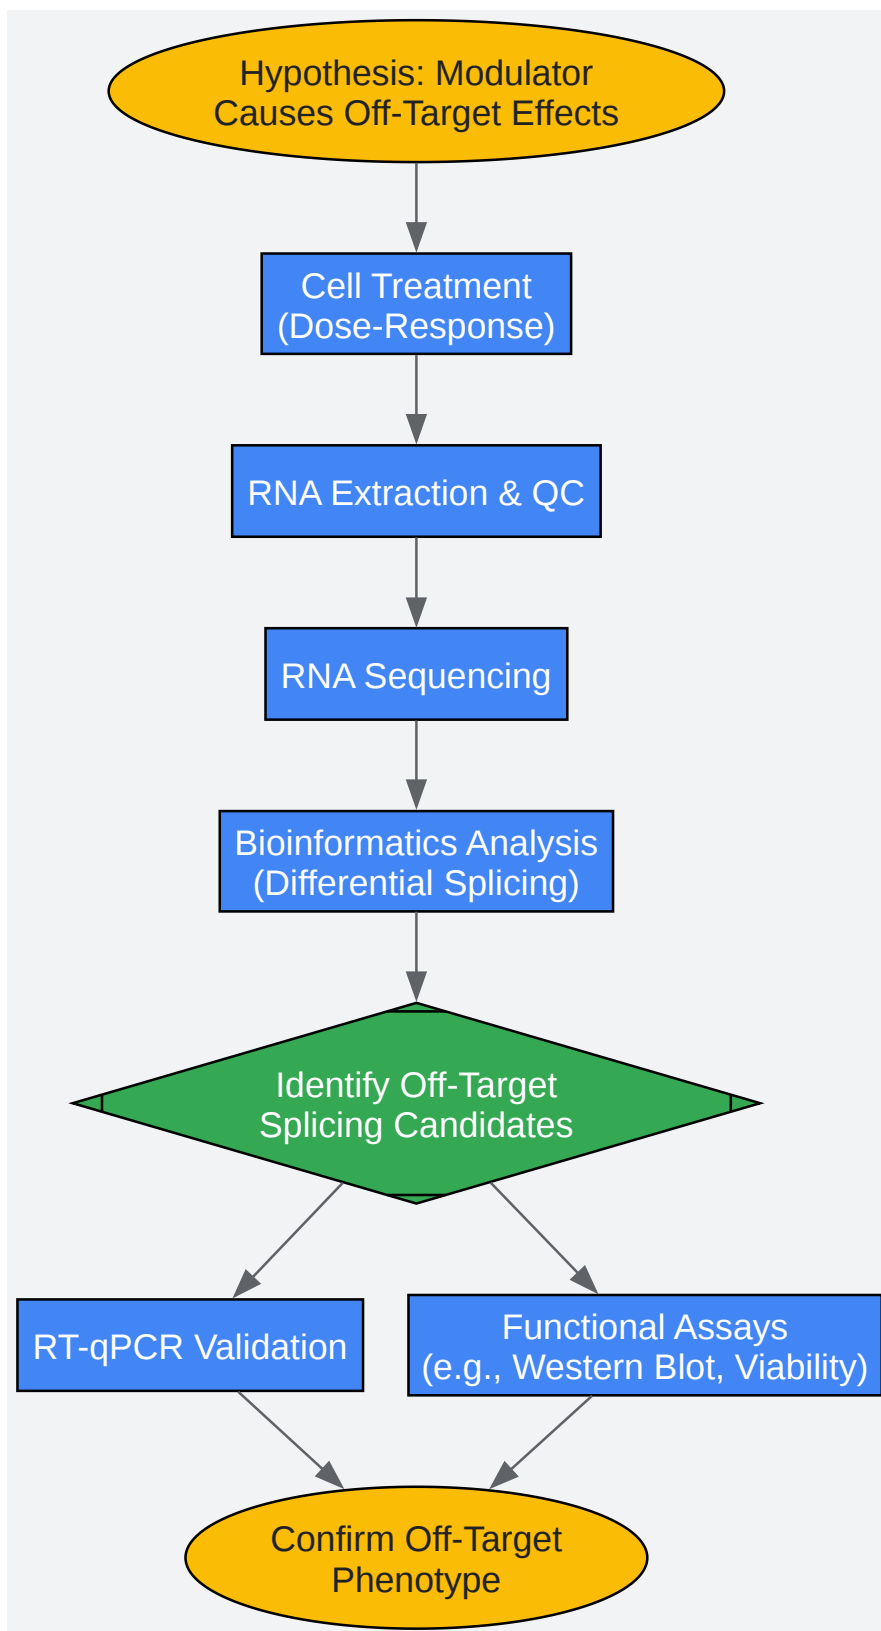 Hypothesis: Modulator
Causes Off-Target Effects
Cell Treatment
(Dose-Response)
RNA Extraction & QC
RNA Sequencing
Bioinformatics Analysis
(Differential Splicing)
Identify Off-Target
Splicing Candidates
RT-qPCR Validation
Functional Assays
(e.g., Western Blot, Viability)
Confirm Off-Target
Phenotype